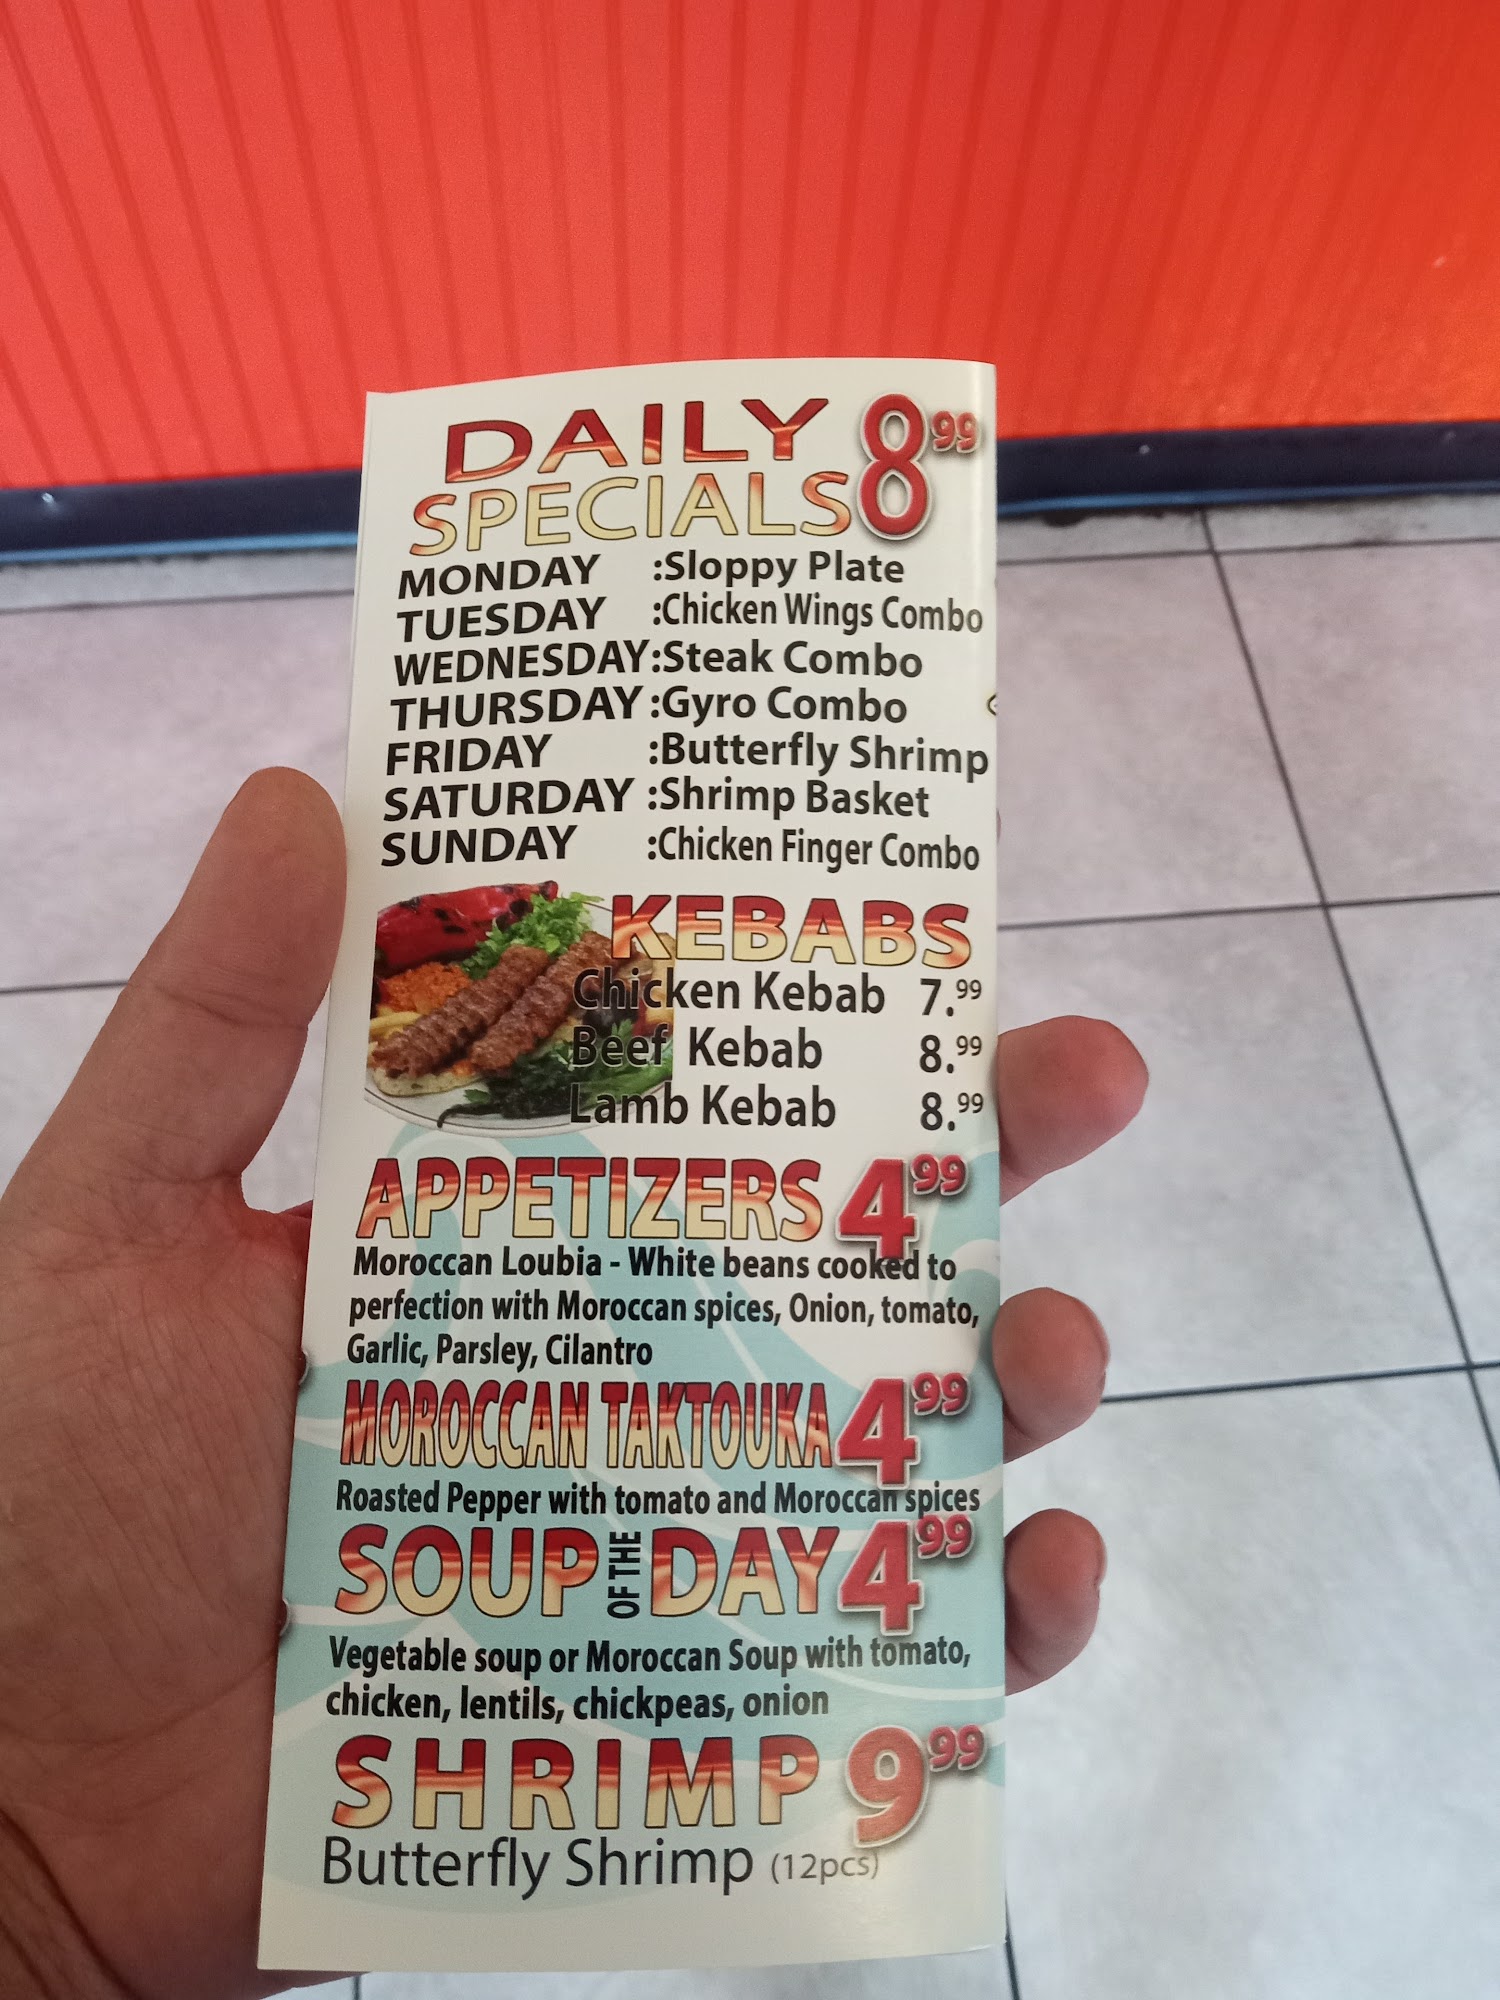 DAILY 8.99
SPECIALS
MONDAY :Sloppy Plate
TUESDAY :Chicken Wings Combo
WEDNESDAY:Steak Combo
THURSDAY:Gyro Combo
FRIDAY :Butterfly Shrimp
SATURDAY :Shrimp Basket
SUNDAY :Chicken Finger Combo
KEBABS
Chicken Kebab 7.99
Beef Kebab 8.99
Lamb Kebab 8.99
APPETIZERS 4 99
Moroccan Loubia - White beans cooked to
perfection with Moroccan spices, Onion, tomato,
Garlic, Parsley, Cilantro
MOROCCAN TAKTOUKA 4 99
Roasted Pepper with tomato and Moroccan spices
SOUP OF THE DAY 4 99
Vegetable soup or Moroccan Soup with tomato,
chicken, lentils, chickpeas, onion
SHRIMP 9 99
Butterfly Shrimp (12pcs)